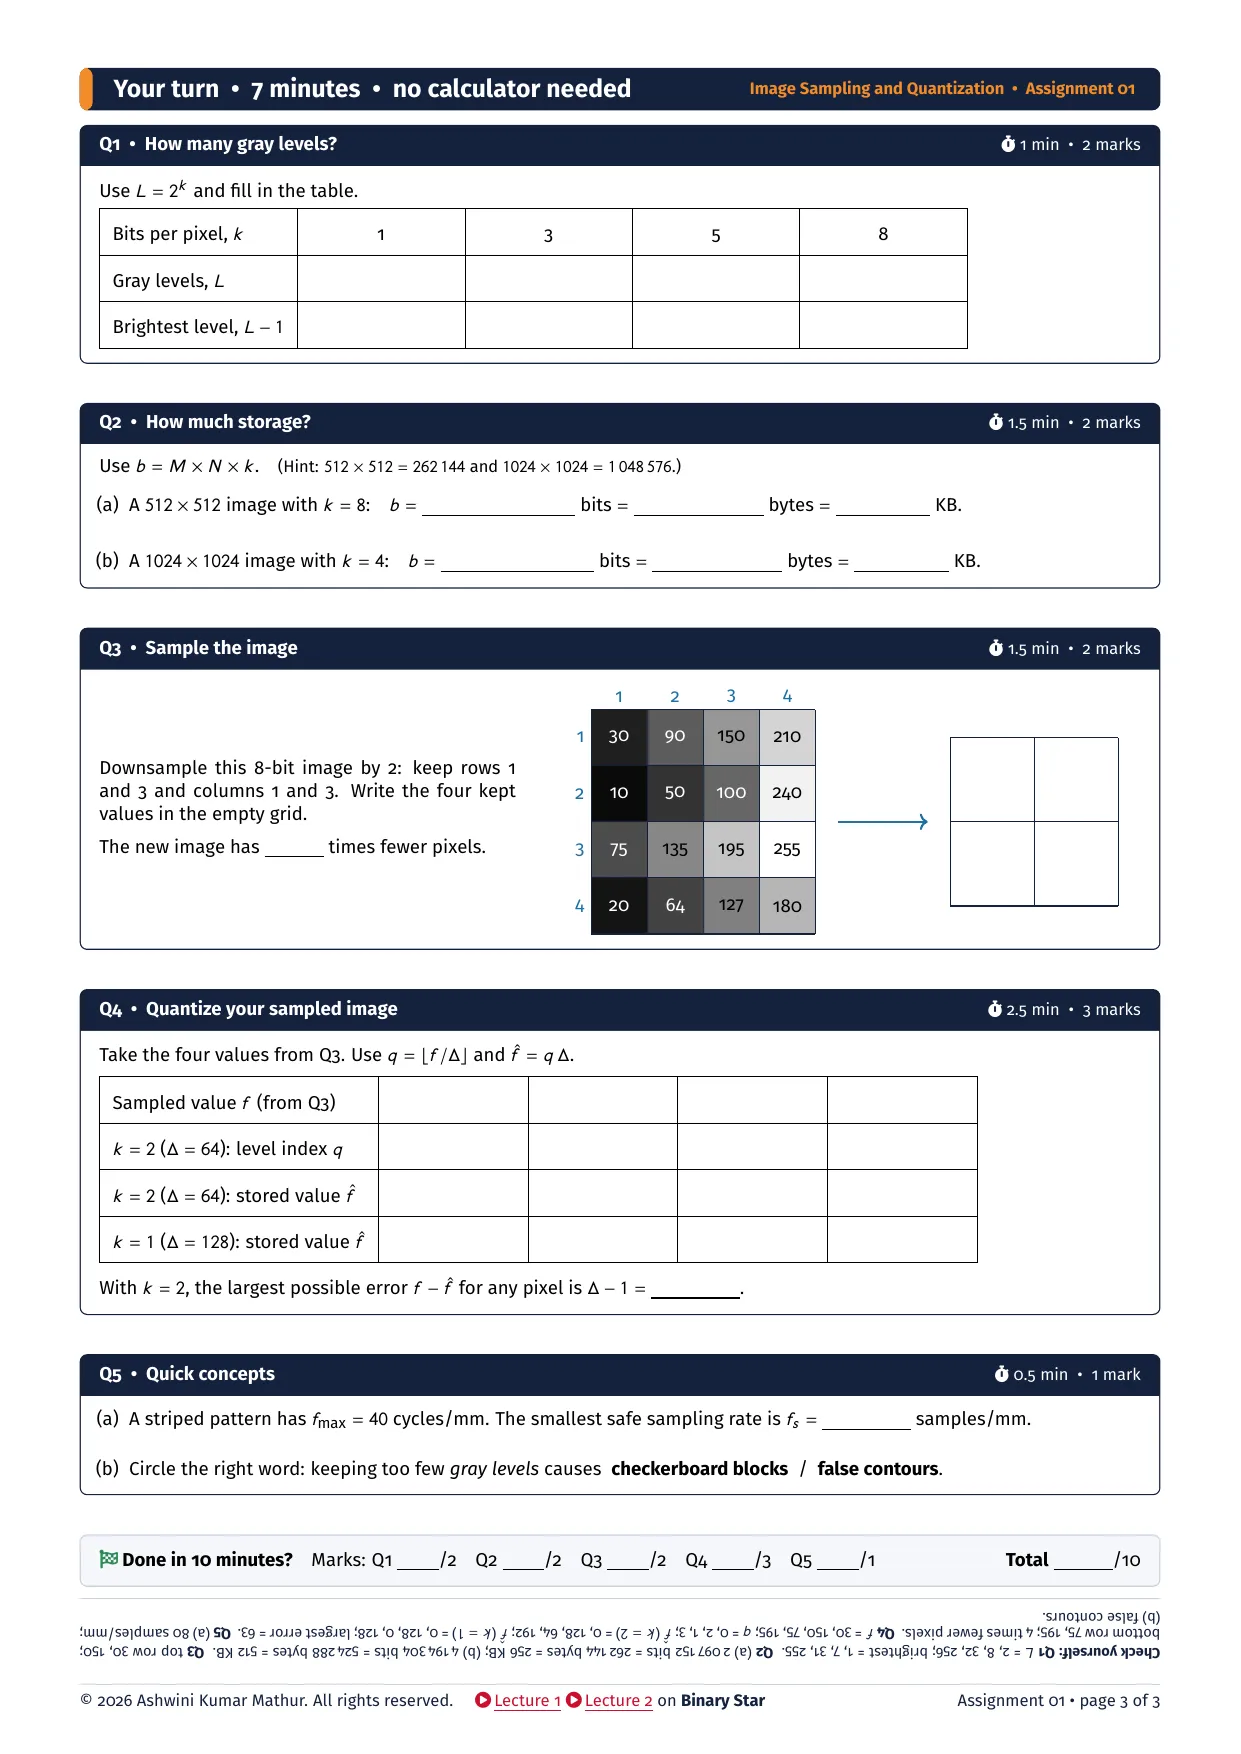 Your turn • 7 minutes • no calculator needed Image Sampling and Quantization • Assignment 01
Q1 • How many gray levels? 1 min • 2 marks
Use L = 2^k and fill in the table.
Bits per pixel, k 1 3 5 8
Gray levels, L
Brightest level, L − 1
Q2 • How much storage? 1.5 min • 2 marks
Use b = M × N × k. (Hint: 512 × 512 = 262 144 and 1024 × 1024 = 1 048 576.)
(a) A 512 × 512 image with k = 8: b = ________ bits = ________ bytes = ________ KB.
(b) A 1024 × 1024 image with k = 4: b = ________ bits = ________ bytes = ________ KB.
Q3 • Sample the image 1.5 min • 2 marks
Downsample this 8-bit image by 2: keep rows 1
and 3 and columns 1 and 3. Write the four kept
values in the empty grid.
The new image has ______ times fewer pixels.
1 2 3 4
1 30 90 150 210
2 10 50 100 240
3 75 135 195 255
4 20 64 127 180
Q4 • Quantize your sampled image 2.5 min • 3 marks
Take the four values from Q3. Use q = ⌊f/Δ⌋ and f̂ = q Δ.
Sampled value f (from Q3)
k = 2 (Δ = 64): level index q
k = 2 (Δ = 64): stored value f̂
k = 1 (Δ = 128): stored value f̂
With k = 2, the largest possible error f − f̂ for any pixel is Δ − 1 = ________.
Q5 • Quick concepts 0.5 min • 1 mark
(a) A striped pattern has fmax = 40 cycles/mm. The smallest safe sampling rate is fs = ________ samples/mm.
(b) Circle the right word: keeping too few gray levels causes checkerboard blocks / false contours.
Done in 10 minutes? Marks: Q1 ____/2 Q2 ____/2 Q3 ____/2 Q4 ____/3 Q5 ____/1 Total ______/10
Check yourself: Q1 L = 2, 8, 32, 256; brightest = 1, 7, 31, 255. Q2 (a) 2 097 152 bits = 262 144 bytes = 256 KB; (b) 4 194 304 bits = 524 288 bytes = 512 KB. Q3 top row 30, 150;
bottom row 75, 195; 4 times fewer pixels. Q4 f = 30, 150, 75, 195; q = 0, 2, 1, 3; f̂ (k = 2) = 0, 128, 64, 192; f̂ (k = 1) = 0, 128, 0, 128; largest error = 63. Q5 (a) 80 samples/mm;
(b) false contours.
© 2026 Ashwini Kumar Mathur. All rights reserved. Lecture 1 Lecture 2 on Binary Star Assignment 01 • page 3 of 3